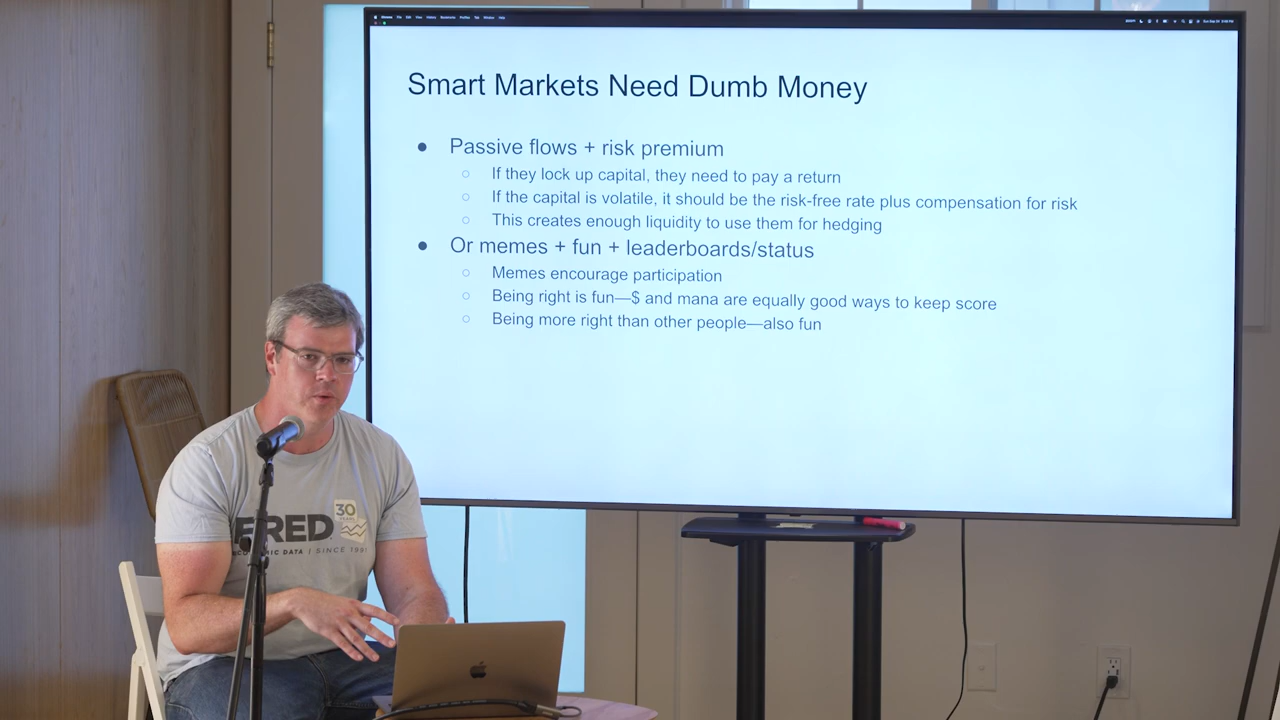 Smart Markets Need Dumb Money
Passive flows + risk premium
If they lock up capital, they need to pay a return
If the capital is volatile, it should be the risk-free rate plus compensation for risk
This creates enough liquidity to use them for hedging
Or memes + fun + leaderboards/status
Memes encourage participation
Being right is fun—$ and mana are equally good ways to keep score
Being more right than other people—also fun
FRED
30
YEARS
DATA | SINCE 1991